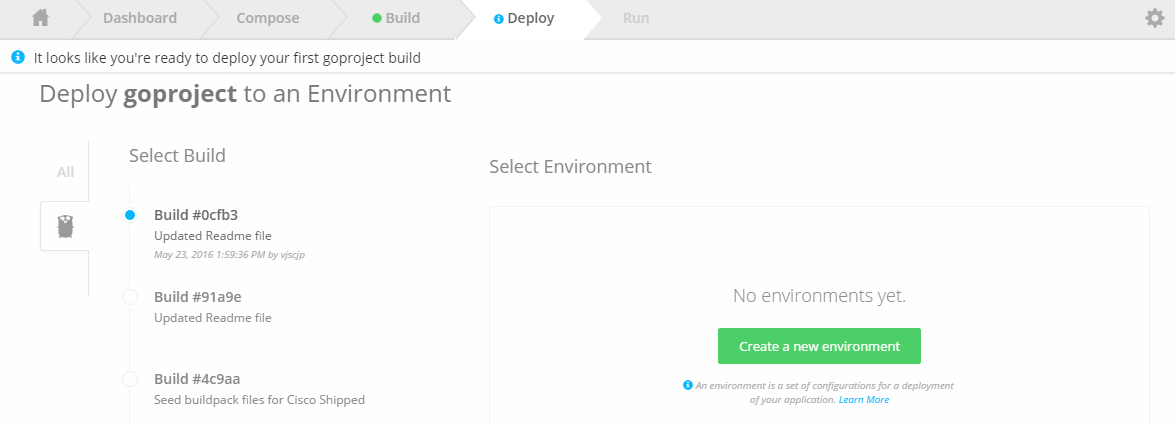 Dashboard Compose Build Deploy Run
It looks like you're ready to deploy your first goproject build
Deploy goproject to an Environment
All
Select Build
Build #0cfb3
Updated Readme file
May 23, 2016 1:59:36 PM by vjscjp
Build #91a9e
Updated Readme file
Build #4c9aa
Seed buildpack files for Cisco Shipped
Select Environment
No environments yet.
Create a new environment
An environment is a set of configurations for a deployment
of your application. Learn More